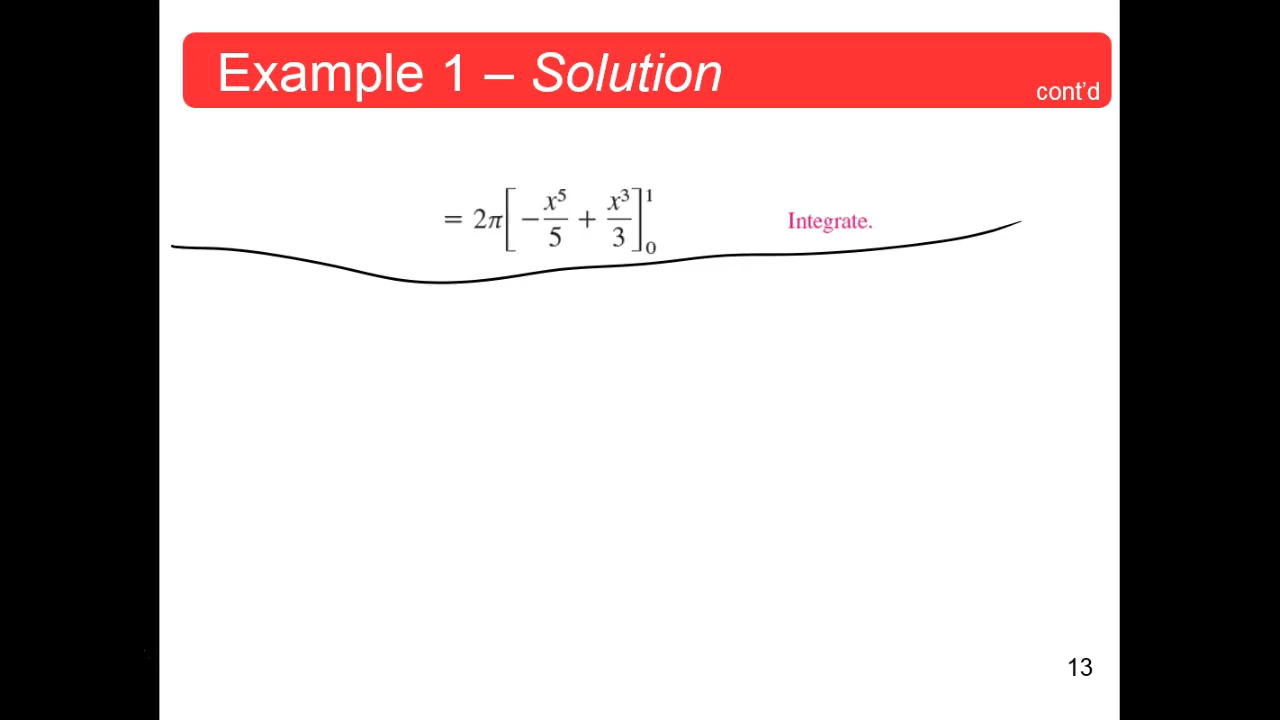 Example 1 – Solution
cont’d
= 2π[−x⁵/5 + x³/3]₀¹ Integrate.
13